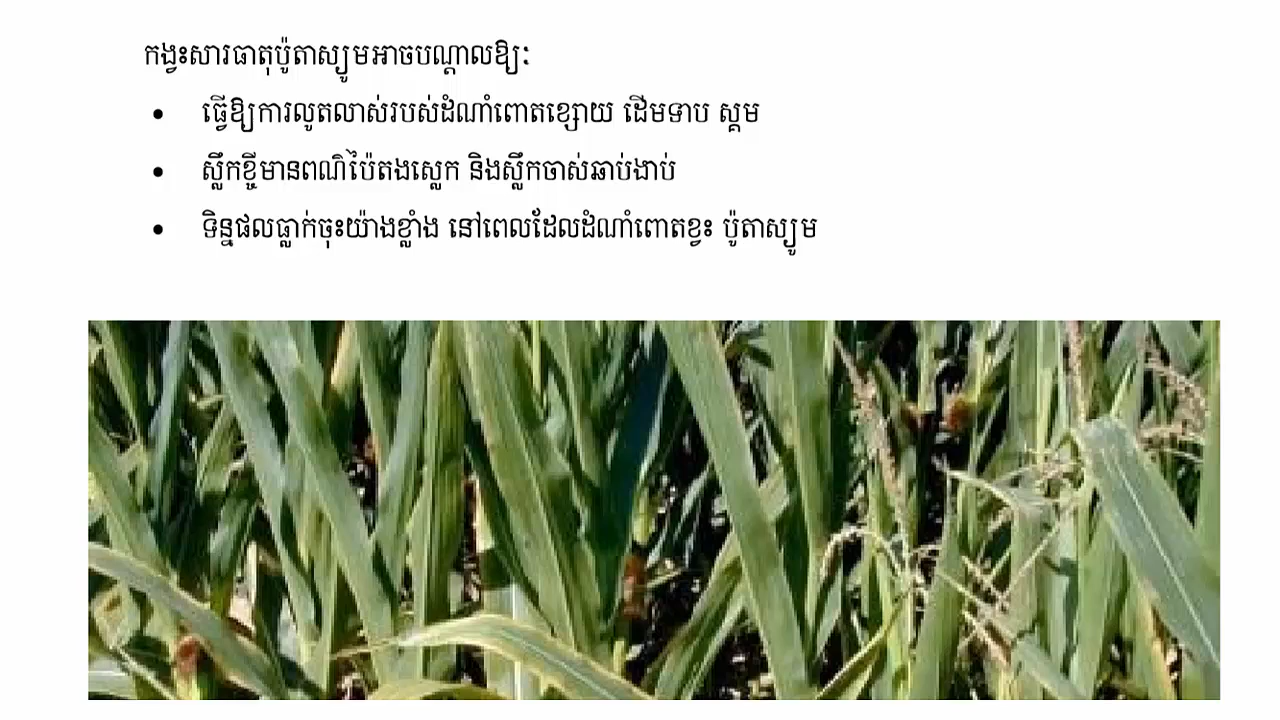 កង្វះសារធាតុប៉ូតាស្យូមអាចបណ្តាលឱ្យៈ
• ធ្វើឱ្យការលូតលាស់របស់ដំណាំពោតខ្សោយ ដើមទាប ស្គម
• ស្លឹកខ្ចីមានពណ៌បៃតងស្លេក និងស្លឹកចាស់ឆាប់ងាប់
• ទិន្នផលធ្លាក់ចុះយ៉ាងខ្លាំង នៅពេលដែលដំណាំពោតខ្វះ ប៉ូតាស្យូម